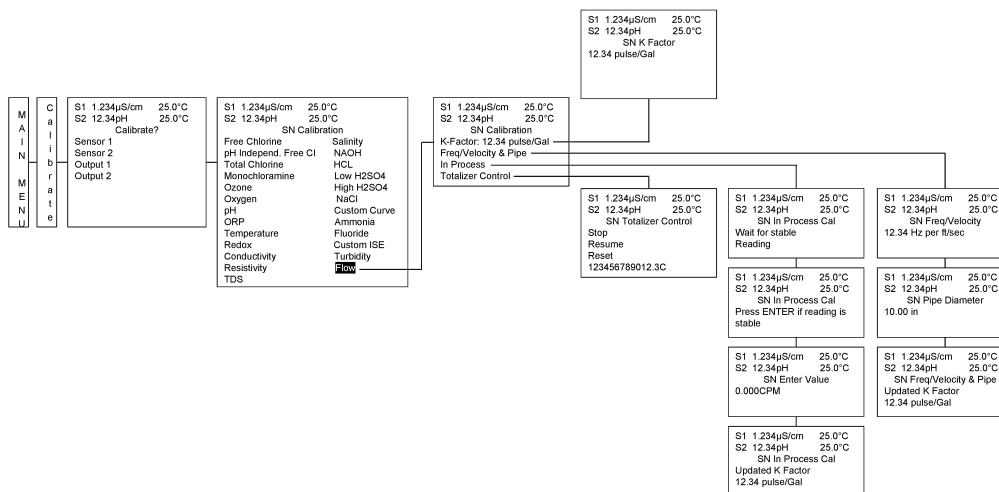 MAIN MENU
Calibrate
S1 1.234µS/cm 25.0°C
S2 12.34pH 25.0°C
Calibrate?
Sensor 1
Sensor 2
Output 1
Output 2
S1 1.234µS/cm 25.0°C
S2 12.34pH 25.0°C
SN Calibration
Free Chlorine Salinity
pH Independ. Free Cl NAOH
Total Chlorine HCL
Monochloramine Low H2SO4
Ozone High H2SO4
Oxygen NaCl
pH Custom Curve
ORP Ammonia
Temperature Fluoride
Redox Custom ISE
Conductivity Turbidity
Resistivity Flow
TDS
S1 1.234µS/cm 25.0°C
S2 12.34pH 25.0°C
SN Calibration
K-Factor: 12.34 pulse/Gal
Freq/Velocity & Pipe
In Process
Totalizer Control
S1 1.234µS/cm 25.0°C
S2 12.34pH 25.0°C
SN K Factor
12.34 pulse/Gal
S1 1.234µS/cm 25.0°C
S2 12.34pH 25.0°C
SN Totalizer Control
Stop
Resume
Reset
123456789012.3C
S1 1.234µS/cm 25.0°C
S2 12.34pH 25.0°C
SN In Process Cal
Wait for stable
Reading
S1 1.234µS/cm 25.0°C
S2 12.34pH 25.0°C
SN In Process Cal
Press ENTER if reading is
stable
S1 1.234µS/cm 25.0°C
S2 12.34pH 25.0°C
SN Enter Value
0.000CPM
S1 1.234µS/cm 25.0°C
S2 12.34pH 25.0°C
SN In Process Cal
Updated K Factor
12.34 pulse/Gal
S1 1.234µS/cm 25.0°C
S2 12.34pH 25.0°C
SN Freq/Velocity
12.34 Hz per ft/sec
S1 1.234µS/cm 25.0°C
S2 12.34pH 25.0°C
SN Pipe Diameter
10.00 in
S1 1.234µS/cm 25.0°C
S2 12.34pH 25.0°C
SN Freq/Velocity & Pipe
Updated K Factor
12.34 pulse/Gal